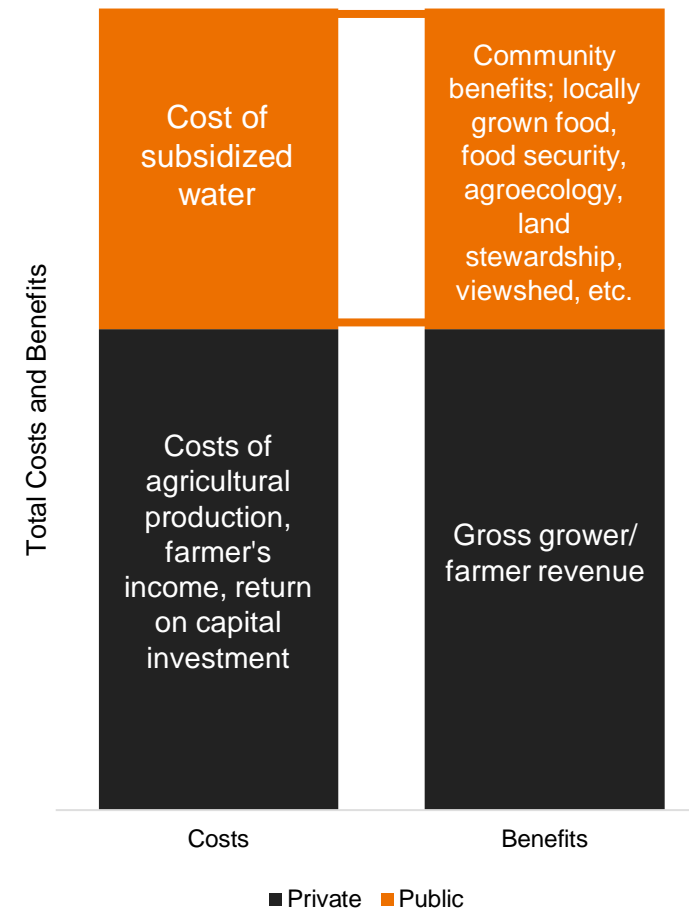 Total Costs and Benefits
Cost of
subsidized
water
Costs of
agricultural
production,
farmer's
income, return
on capital
investment
Community
benefits; locally
grown food,
food security,
agroecology,
land
stewardship,
viewshed, etc.
Gross grower/
farmer revenue
Costs
Benefits
Private
Public